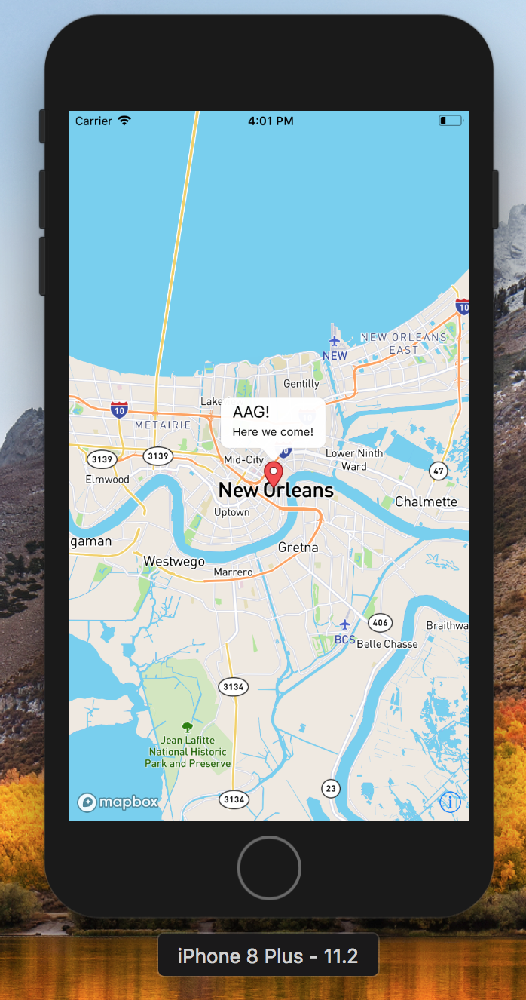 Carrier 4:01 PM
10
NEW ORLEANS
EAST
NEW
Gentilly
Lake
AAG!
Here we come!
10
METAIRIE
3139
3139
Mid-City
Lower Ninth
Ward
47
Elmwood
New Orleans
Chalmette
Uptown
gaman
Gretna
Westwego
Marrero
406
Braithwa
BCS
Belle Chasse
3134
Jean Lafitte
National Historic
Park and Preserve
23
3134
mapbox
i
iPhone 8 Plus - 11.2